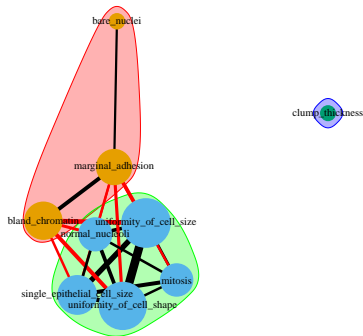 bare_nuclei
clump_thickness
marginal_adhesion
bland_chromatin
uniformity_of_cell_size
normal_nucleoli
mitosis
single_epithelial_cell_size
uniformity_of_cell_shape